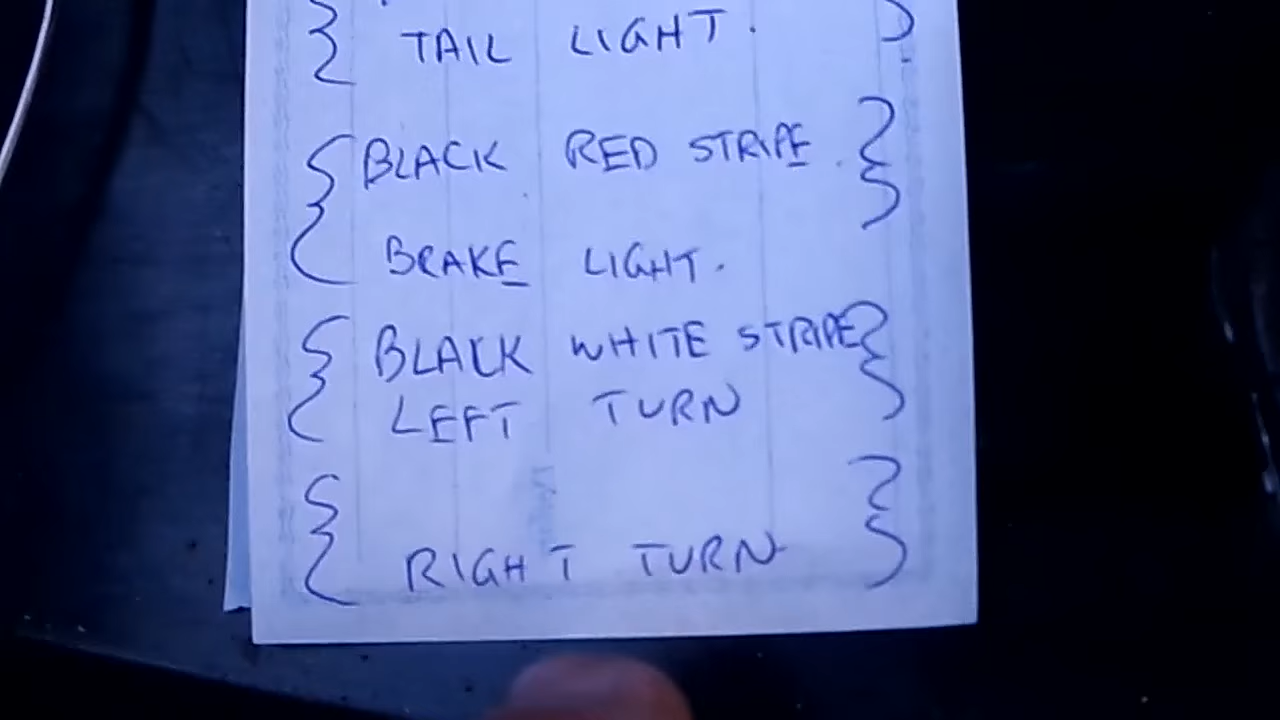 TAIL LIGHT.
BLACK RED STRIPE.
BRAKE LIGHT.
BLACK WHITE STRIPE
LEFT TURN
RIGHT TURN